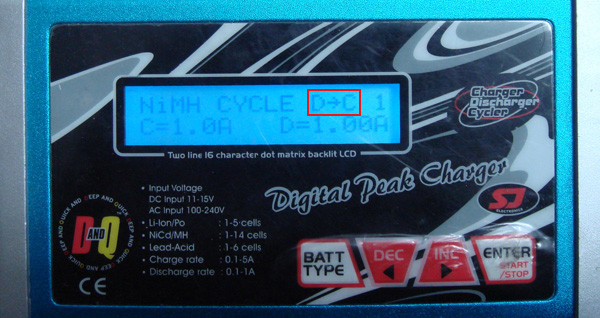 NiMH CYCLE D→C 1
C=1.0A D=1.00A
Two line 16 character dot matrix backlit LCD
Charger
Discharger
Cycler
Digital Peak Charger
DEEP AND QUICK
D AND Q
• Input Voltage
DC Input 11-15V
AC Input 100-240V
• Li-Ion/Po : 1-5 cells
• NiCd/MH : 1-14 cells
• Lead-Acid : 1-6 cells
• Charge rate : 0.1-5A
• Discharge rate : 0.1-1A
CE
SJ
ELECTRONICS
BATT
TYPE
DEC
INC
ENTER
START
/STOP